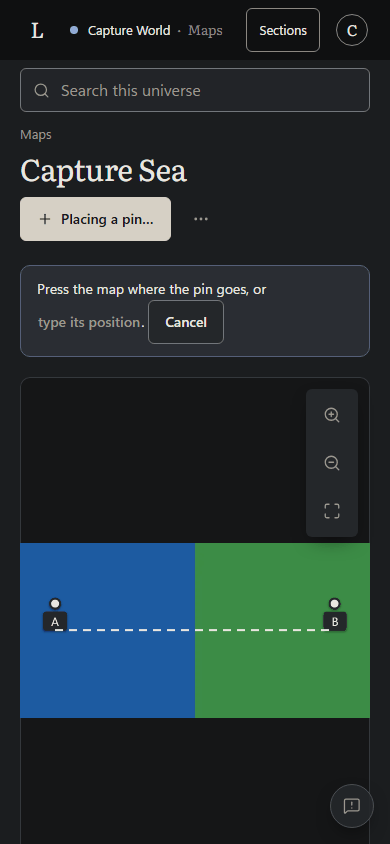 L
Capture World · Maps
Sections
C
Search this universe
Maps
Capture Sea
Placing a pin...
Press the map where the pin goes, or
type its position.
Cancel
A
B